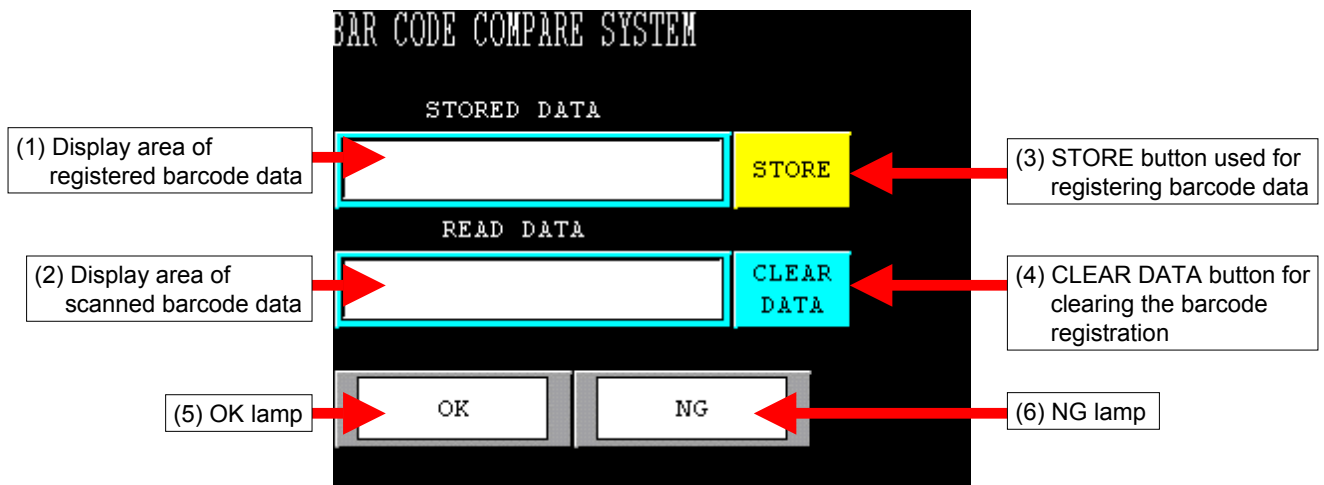 BAR CODE COMPARE SYSTEM
STORED DATA
(1) Display area of
registered barcode data
STORE
(3) STORE button used for
registering barcode data
READ DATA
(2) Display area of
scanned barcode data
CLEAR
DATA
(4) CLEAR DATA button for
clearing the barcode
registration
(5) OK lamp
OK
NG
(6) NG lamp